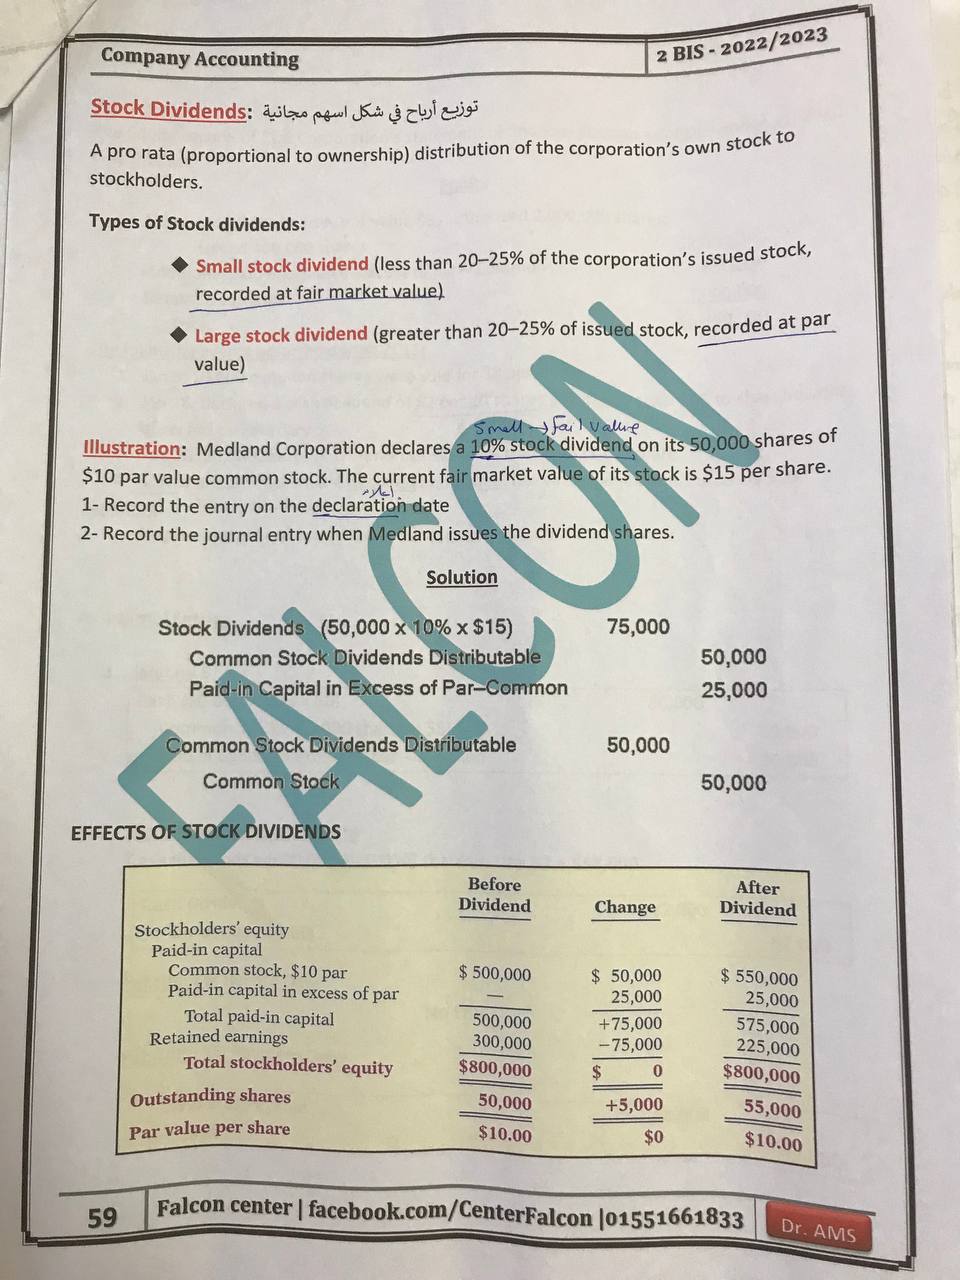 Company Accounting
2 BIS - 2022/2023
Stock Dividends: توزيع أرباح في شكل اسهم مجانية
A pro rata (proportional to ownership) distribution of the corporation's own stock to
stockholders.
Types of Stock dividends:
◆ Small stock dividend (less than 20–25% of the corporation's issued stock,
recorded at fair market value)
◆ Large stock dividend (greater than 20–25% of issued stock, recorded at par
value)
Small → fail value
Illustration: Medland Corporation declares a 10% stock dividend on its 50,000 shares of
$10 par value common stock. The current fair market value of its stock is $15 per share.
اعلان
1- Record the entry on the declaration date
2- Record the journal entry when Medland issues the dividend shares.
Solution
Stock Dividends (50,000 x 10% x $15) 75,000
Common Stock Dividends Distributable 50,000
Paid-in Capital in Excess of Par–Common 25,000
Common Stock Dividends Distributable 50,000
Common Stock 50,000
FALCON
EFFECTS OF STOCK DIVIDENDS
Before After
Dividend Change Dividend
Stockholders' equity
Paid-in capital
Common stock, $10 par $ 500,000 $ 50,000 $ 550,000
Paid-in capital in excess of par — 25,000 25,000
Total paid-in capital 500,000 +75,000 575,000
Retained earnings 300,000 −75,000 225,000
Total stockholders' equity $800,000 $ 0 $800,000
Outstanding shares 50,000 +5,000 55,000
Par value per share $10.00 $0 $10.00
59 Falcon center | facebook.com/CenterFalcon |01551661833 Dr. AMS